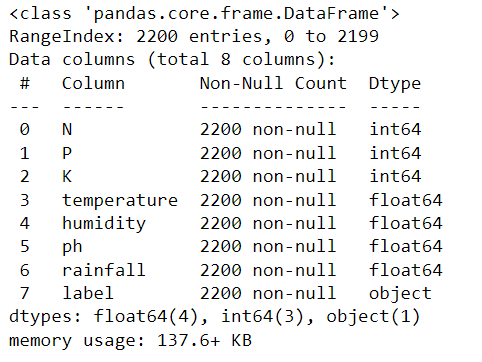 <class 'pandas.core.frame.DataFrame'>
RangeIndex: 2200 entries, 0 to 2199
Data columns (total 8 columns):
 #   Column       Non-Null Count  Dtype
---  ------       --------------  -----
 0   N            2200 non-null   int64
 1   P            2200 non-null   int64
 2   K            2200 non-null   int64
 3   temperature  2200 non-null   float64
 4   humidity     2200 non-null   float64
 5   ph           2200 non-null   float64
 6   rainfall     2200 non-null   float64
 7   label        2200 non-null   object
dtypes: float64(4), int64(3), object(1)
memory usage: 137.6+ KB